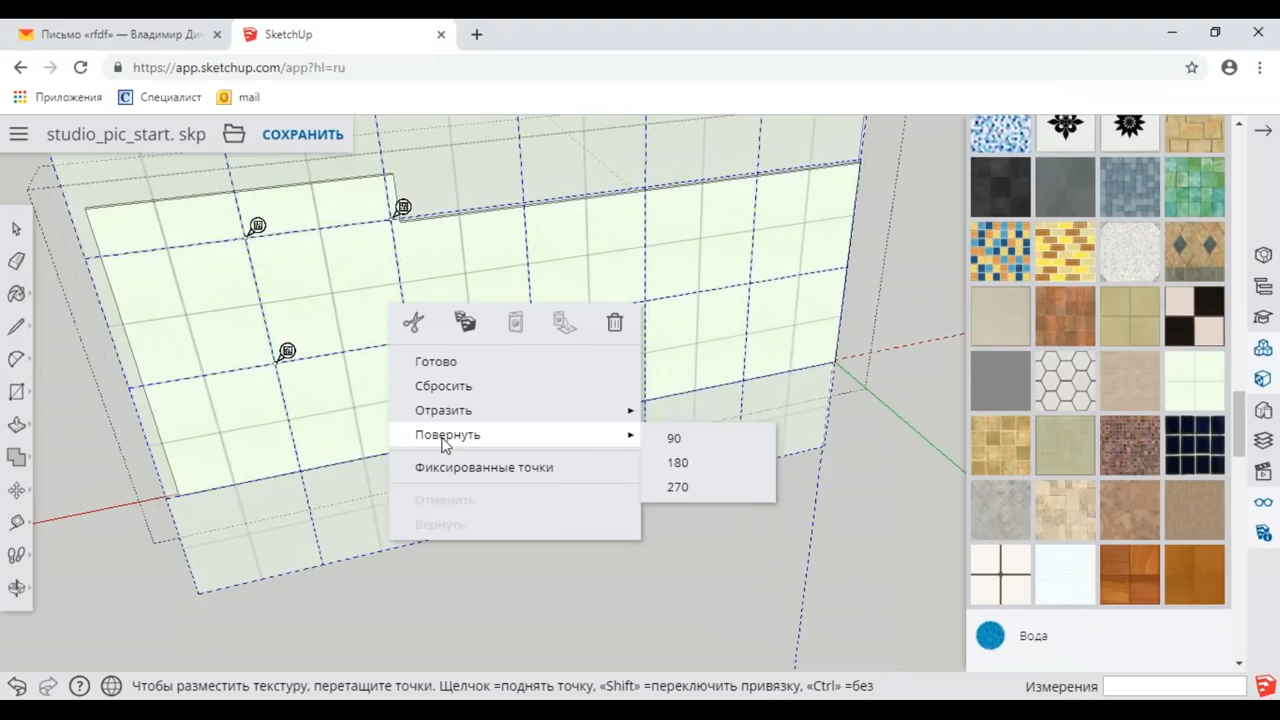 Письмо «rfdf» — Владимир Дич
SketchUp
https://app.sketchup.com/app?hl=ru
Приложения
Специалист
mail
studio_pic_start. skp
СОХРАНИТЬ
Готово
Сбросить
Отразить
Повернуть
90
180
270
Фиксированные точки
Отменить
Вернуть
Вода
Чтобы разместить текстуру, перетащите точки. Щелчок =поднять точку, «Shift» =переключить привязку, «Ctrl» =без
Измерения